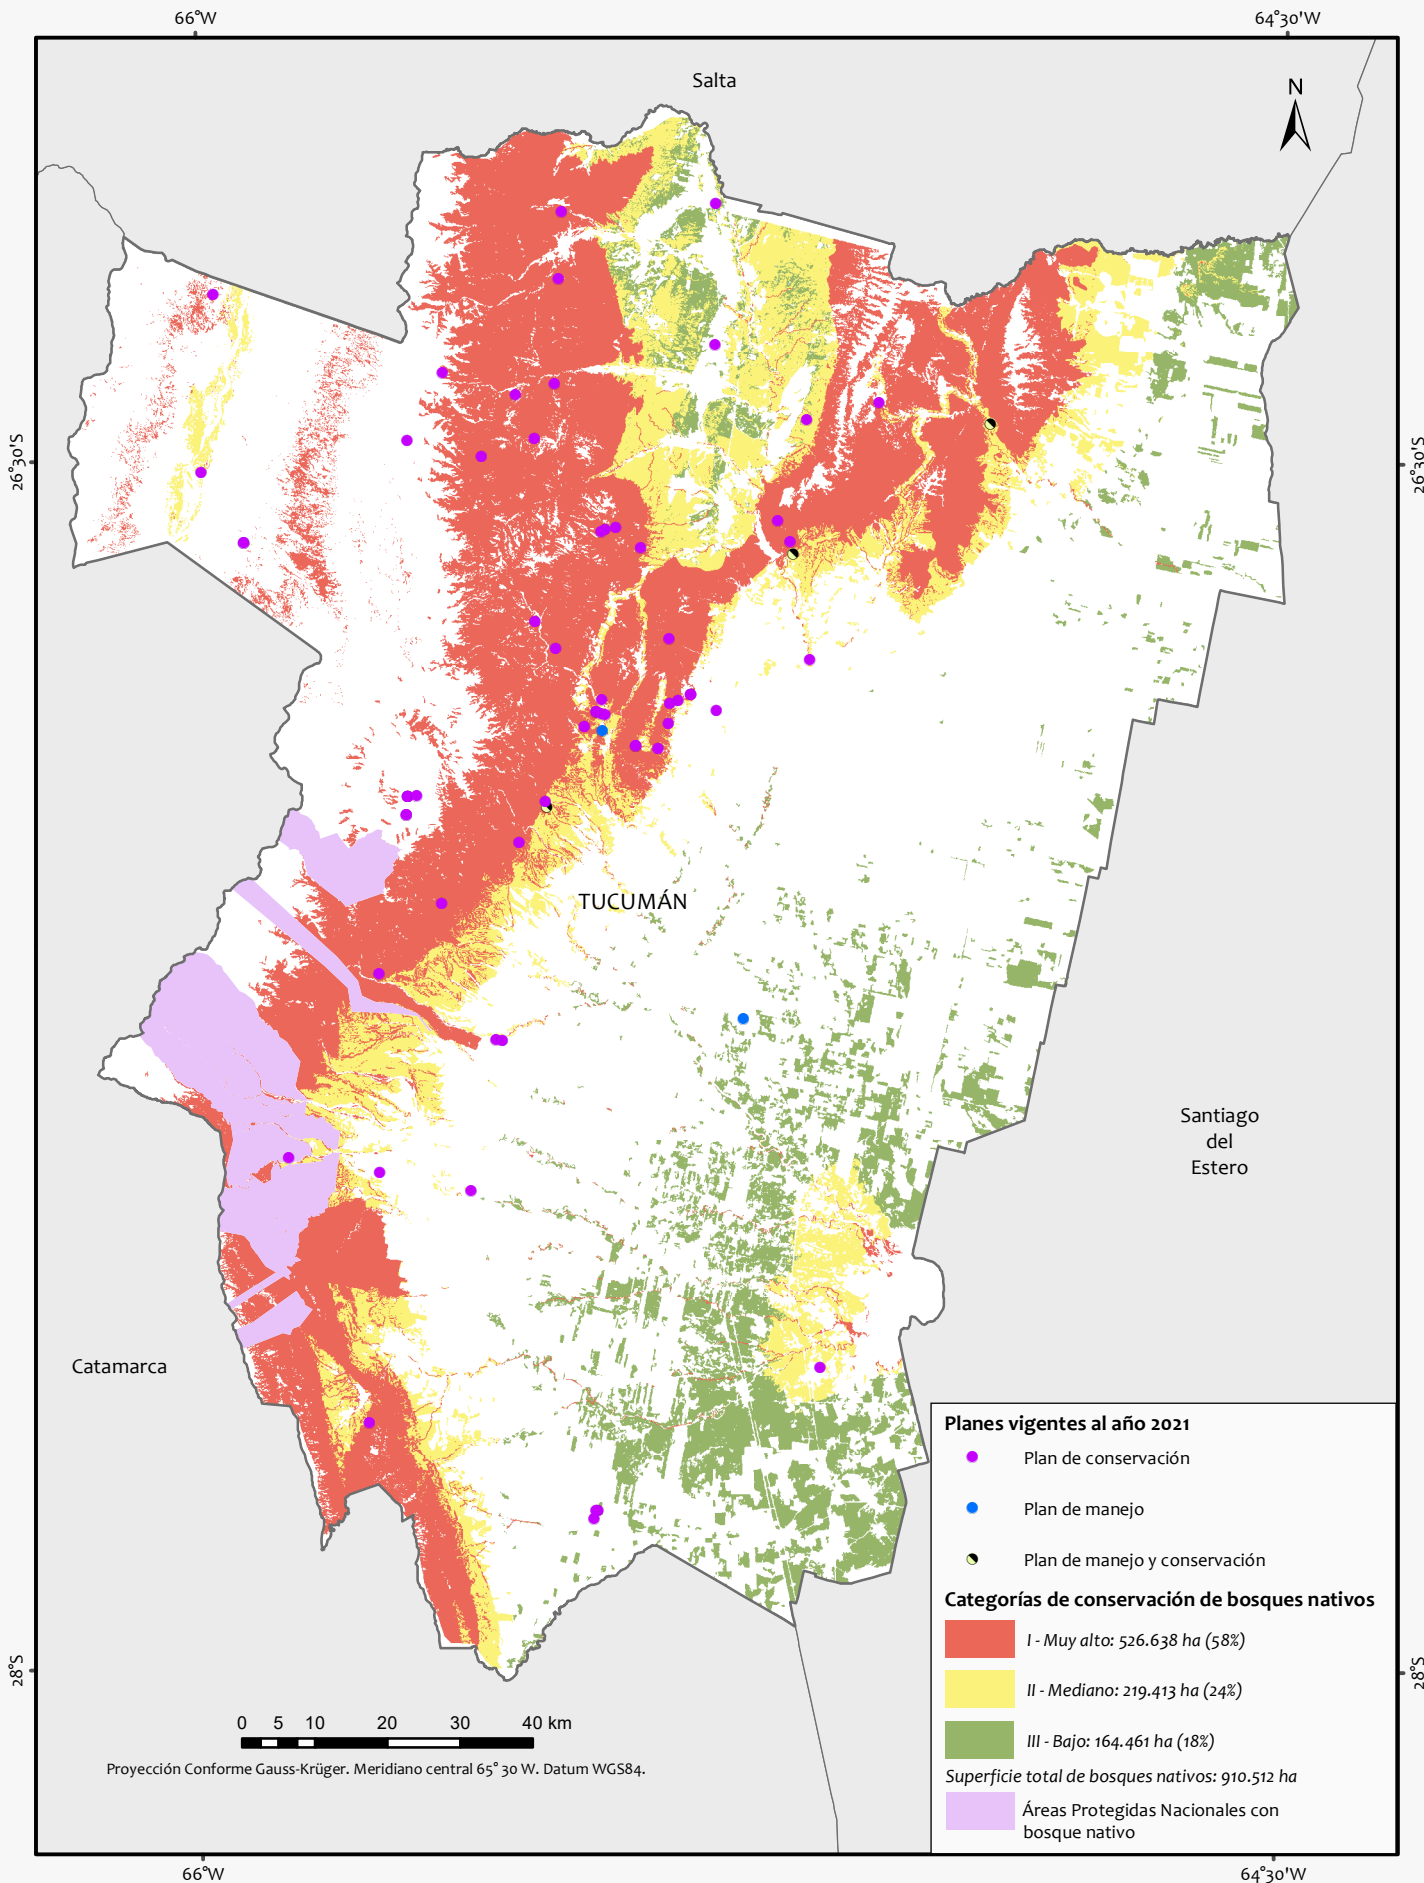 66°W
64°30'W
Salta
N
26°30'S
26°30'S
TUCUMÁN
Santiago
del
Estero
Catamarca
Planes vigentes al año 2021
Plan de conservación
Plan de manejo
Plan de manejo y conservación
Categorías de conservación de bosques nativos
I - Muy alto: 526.638 ha (58%)
II - Mediano: 219.413 ha (24%)
III - Bajo: 164.461 ha (18%)
Superficie total de bosques nativos: 910.512 ha
Áreas Protegidas Nacionales con
bosque nativo
28°S
28°S
0 5 10 20 30 40 km
Proyección Conforme Gauss-Krüger. Meridiano central 65° 30 W. Datum WGS84.
66°W
64°30'W